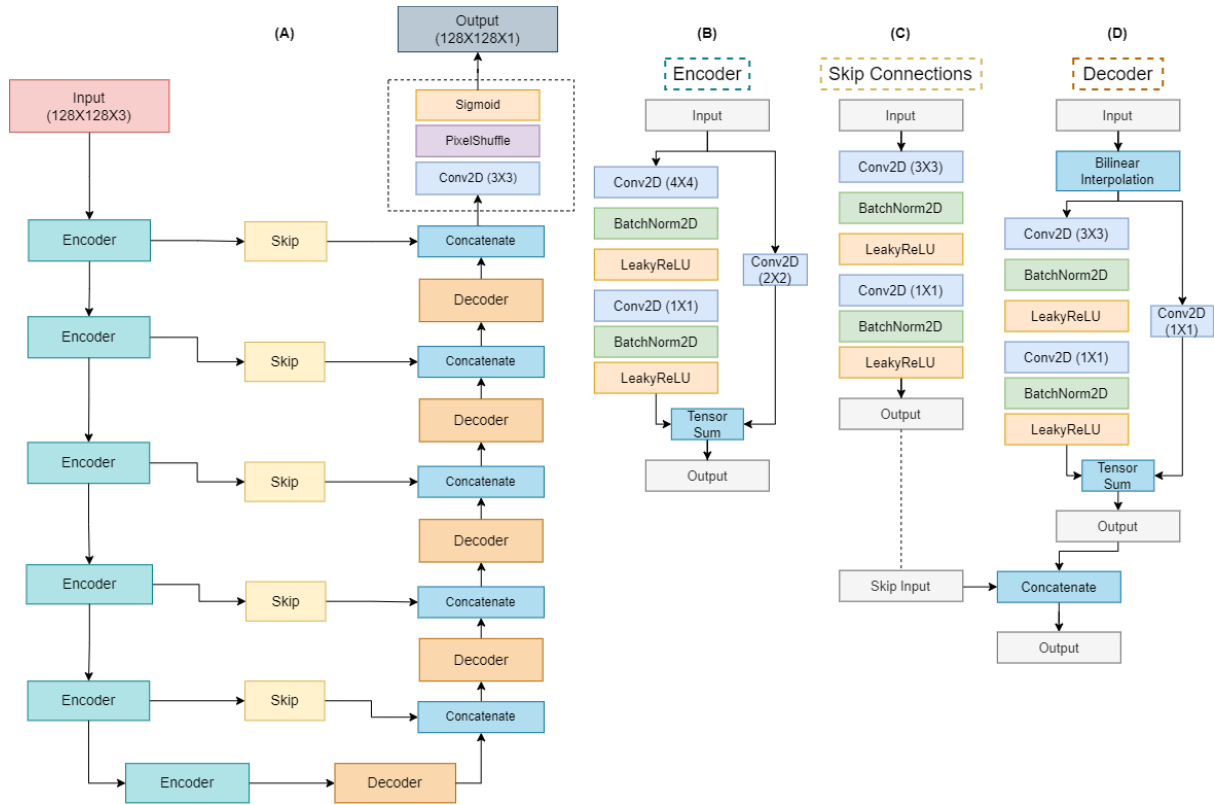 (A)
Input
(128X128X3)
Output
(128X128X1)
Sigmoid
PixelShuffle
Conv2D (3X3)
Encoder
Skip
Concatenate
Decoder
Encoder
Skip
Concatenate
Decoder
Encoder
Skip
Concatenate
Decoder
Encoder
Skip
Concatenate
Decoder
Encoder
Skip
Concatenate
Encoder
Decoder
(B)
Encoder
Input
Conv2D (4X4)
BatchNorm2D
LeakyReLU
Conv2D (1X1)
BatchNorm2D
LeakyReLU
Conv2D
(2X2)
Tensor
Sum
Output
(C)
Skip Connections
Input
Conv2D (3X3)
BatchNorm2D
LeakyReLU
Conv2D (1X1)
BatchNorm2D
LeakyReLU
Output
Skip Input
(D)
Decoder
Input
Bilinear
Interpolation
Conv2D (3X3)
BatchNorm2D
LeakyReLU
Conv2D (1X1)
BatchNorm2D
LeakyReLU
Conv2D
(1X1)
Tensor
Sum
Output
Concatenate
Output